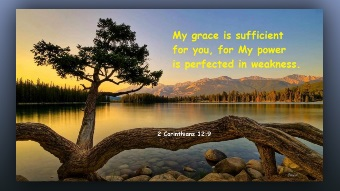 My grace is sufficient
for you, for My power
is perfected in weakness.
2 Corinthians 12:9